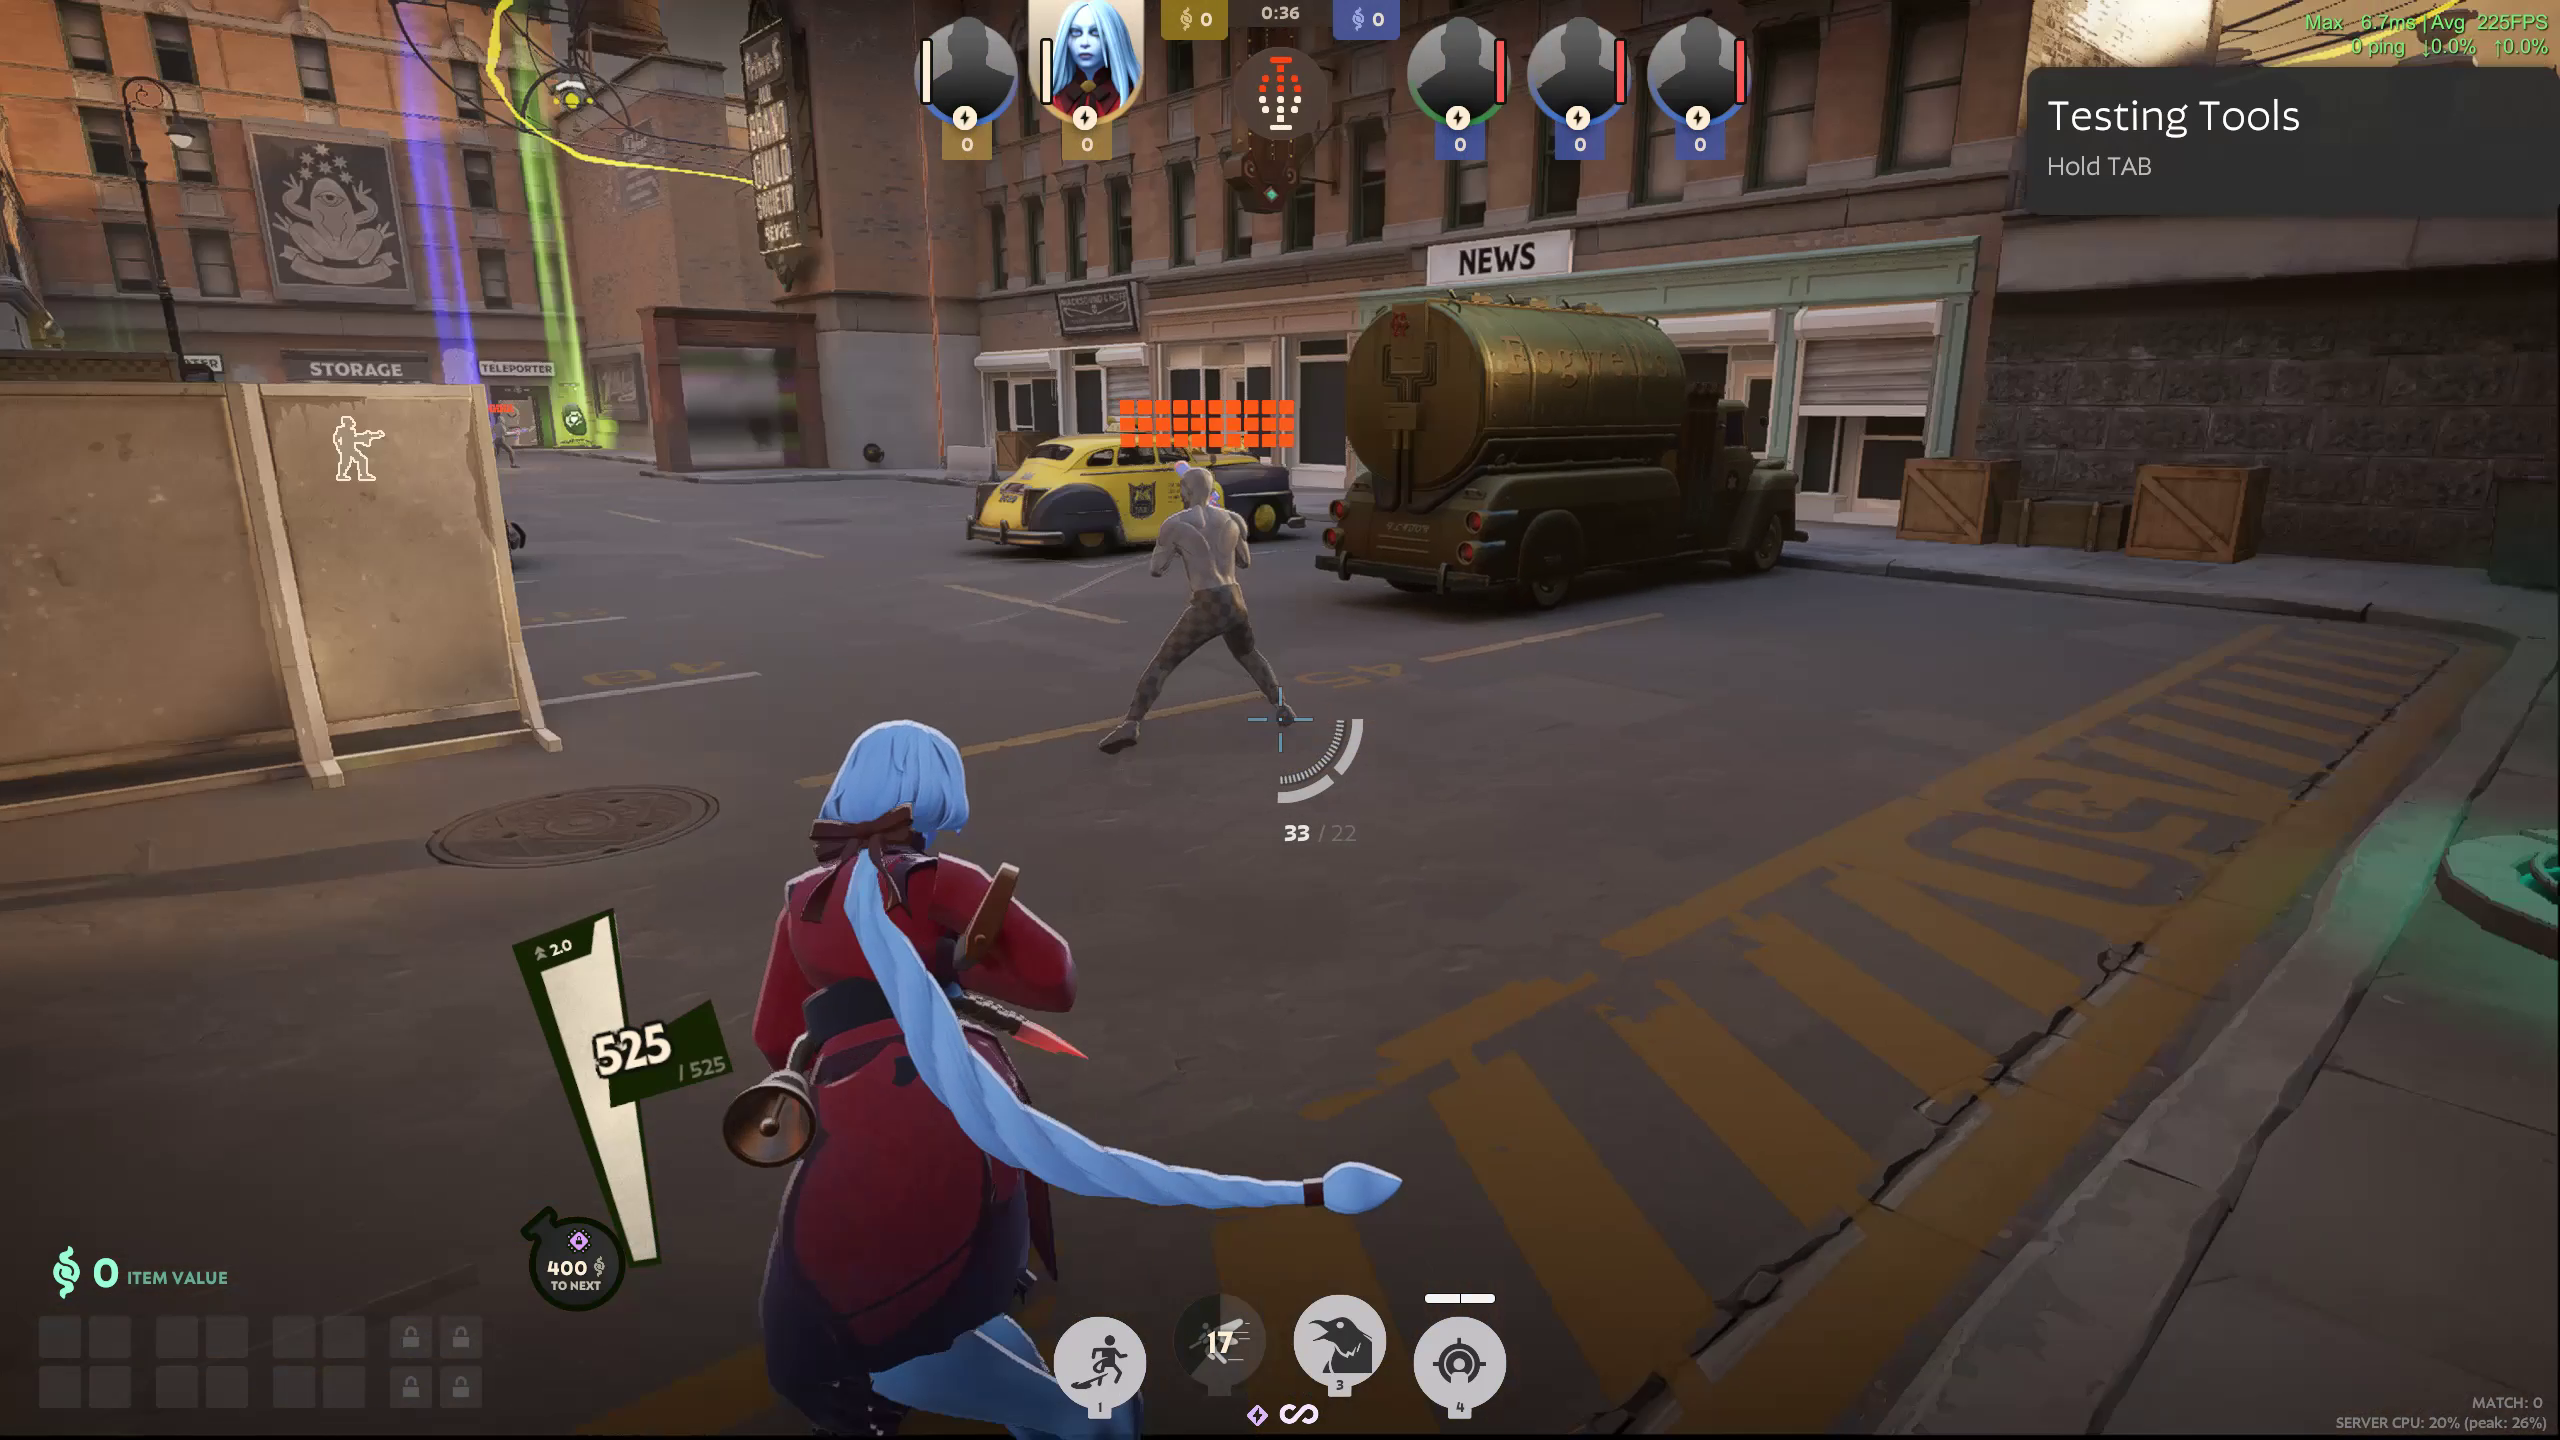 0
0:36
0
Max 6.7ms | Avg 225FPS
0 ping ↓0.0% ↑0.0%
0
0
0
0
0
Testing Tools
Hold TAB
NEWS
STORAGE
TELEPORTER
33 / 22
2.0
525
/ 525
400
TO NEXT
0 ITEM VALUE
17
1
3
4
MATCH: 0
SERVER CPU: 20% (peak: 26%)